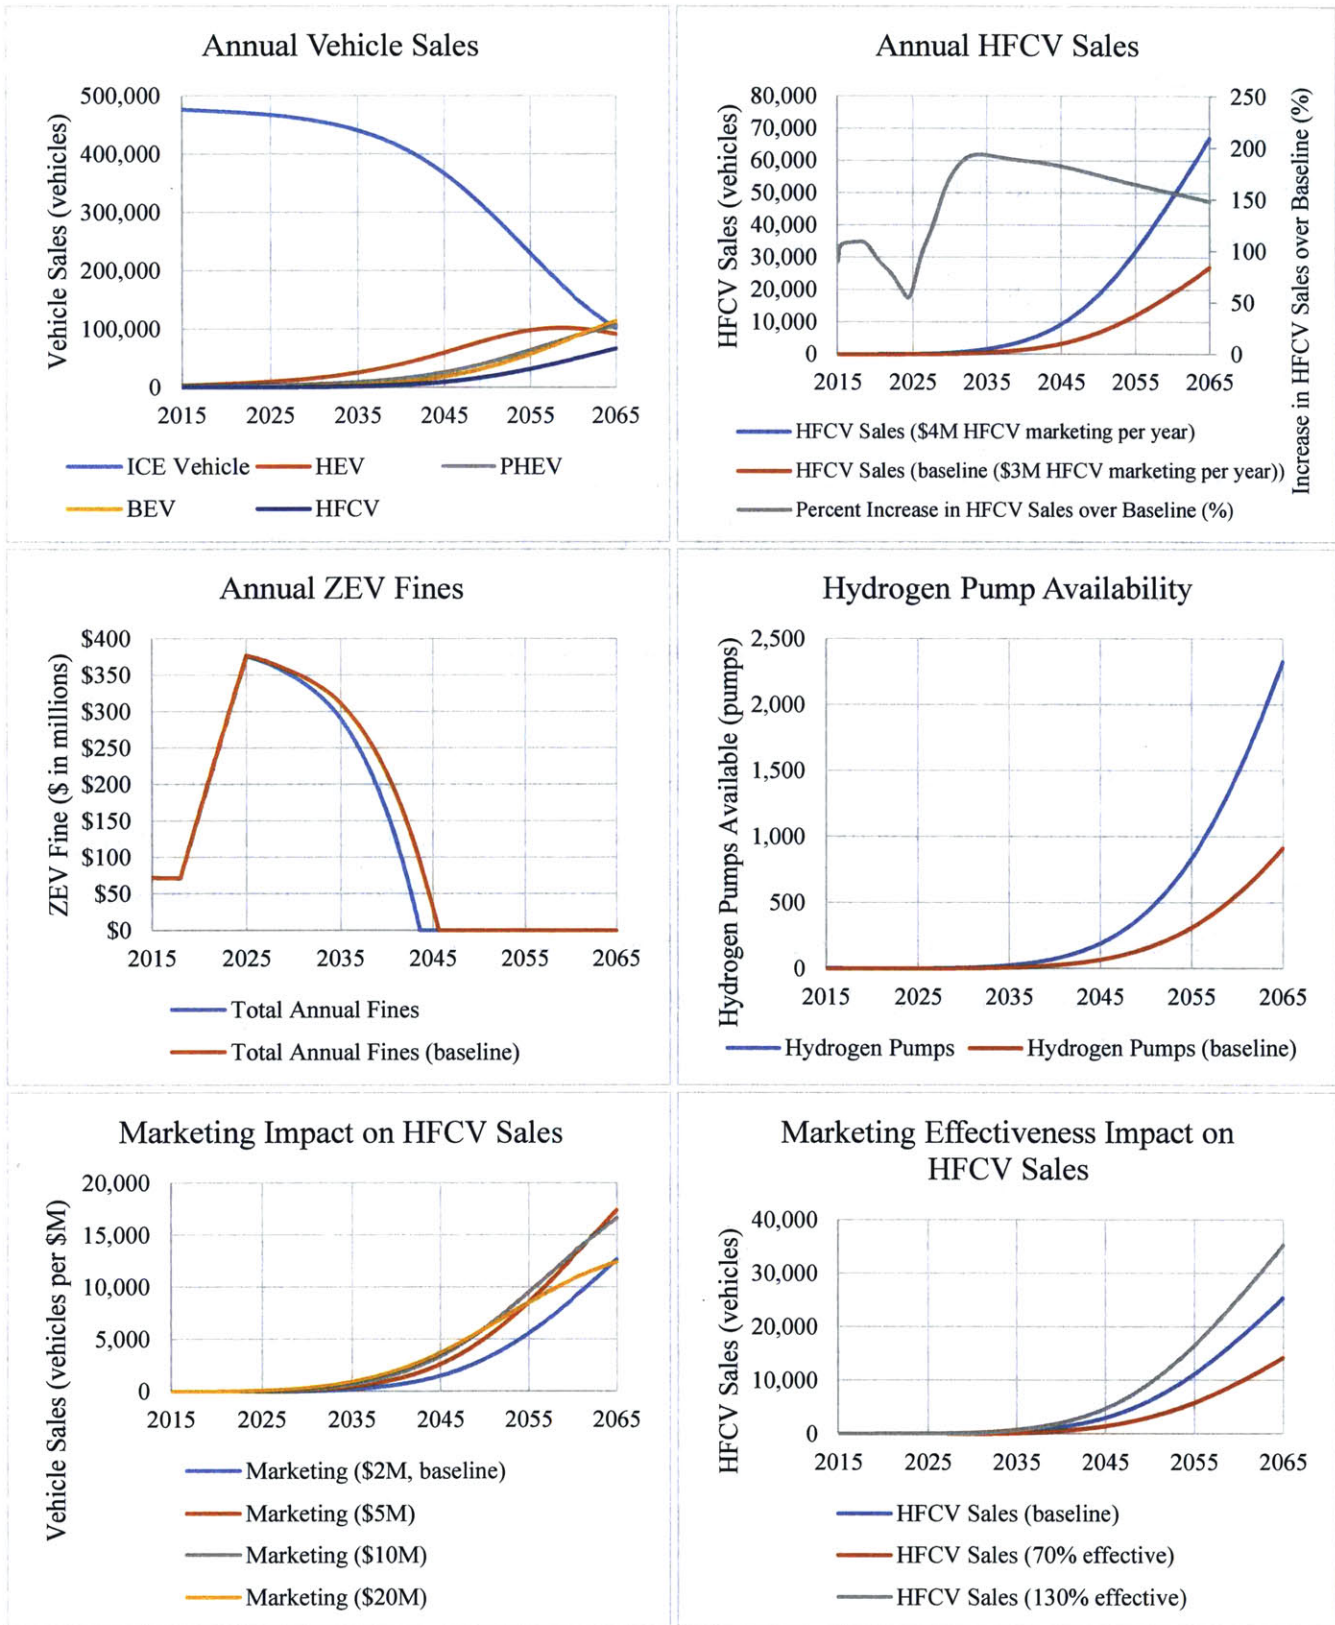 Annual Vehicle Sales
Vehicle Sales (vehicles)
500,000
400,000
300,000
200,000
100,000
0
2015 2025 2035 2045 2055 2065
ICE Vehicle HEV PHEV
BEV HFCV
Annual HFCV Sales
HFCV Sales (vehicles)
80,000
70,000
60,000
50,000
40,000
30,000
20,000
10,000
0
250
200
150
100
50
0
Increase in HFCV Sales over Baseline (%)
2015 2025 2035 2045 2055 2065
HFCV Sales ($4M HFCV marketing per year)
HFCV Sales (baseline ($3M HFCV marketing per year))
Percent Increase in HFCV Sales over Baseline (%)
Annual ZEV Fines
ZEV Fine ($ in millions)
$400
$350
$300
$250
$200
$150
$100
$50
$0
2015 2025 2035 2045 2055 2065
Total Annual Fines
Total Annual Fines (baseline)
Hydrogen Pump Availability
Hydrogen Pumps Available (pumps)
2,500
2,000
1,500
1,000
500
0
2015 2025 2035 2045 2055 2065
Hydrogen Pumps Hydrogen Pumps (baseline)
Marketing Impact on HFCV Sales
Vehicle Sales (vehicles per $M)
20,000
15,000
10,000
5,000
0
2015 2025 2035 2045 2055 2065
Marketing ($2M, baseline)
Marketing ($5M)
Marketing ($10M)
Marketing ($20M)
Marketing Effectiveness Impact on
HFCV Sales
HFCV Sales (vehicles)
40,000
30,000
20,000
10,000
0
2015 2025 2035 2045 2055 2065
HFCV Sales (baseline)
HFCV Sales (70% effective)
HFCV Sales (130% effective)